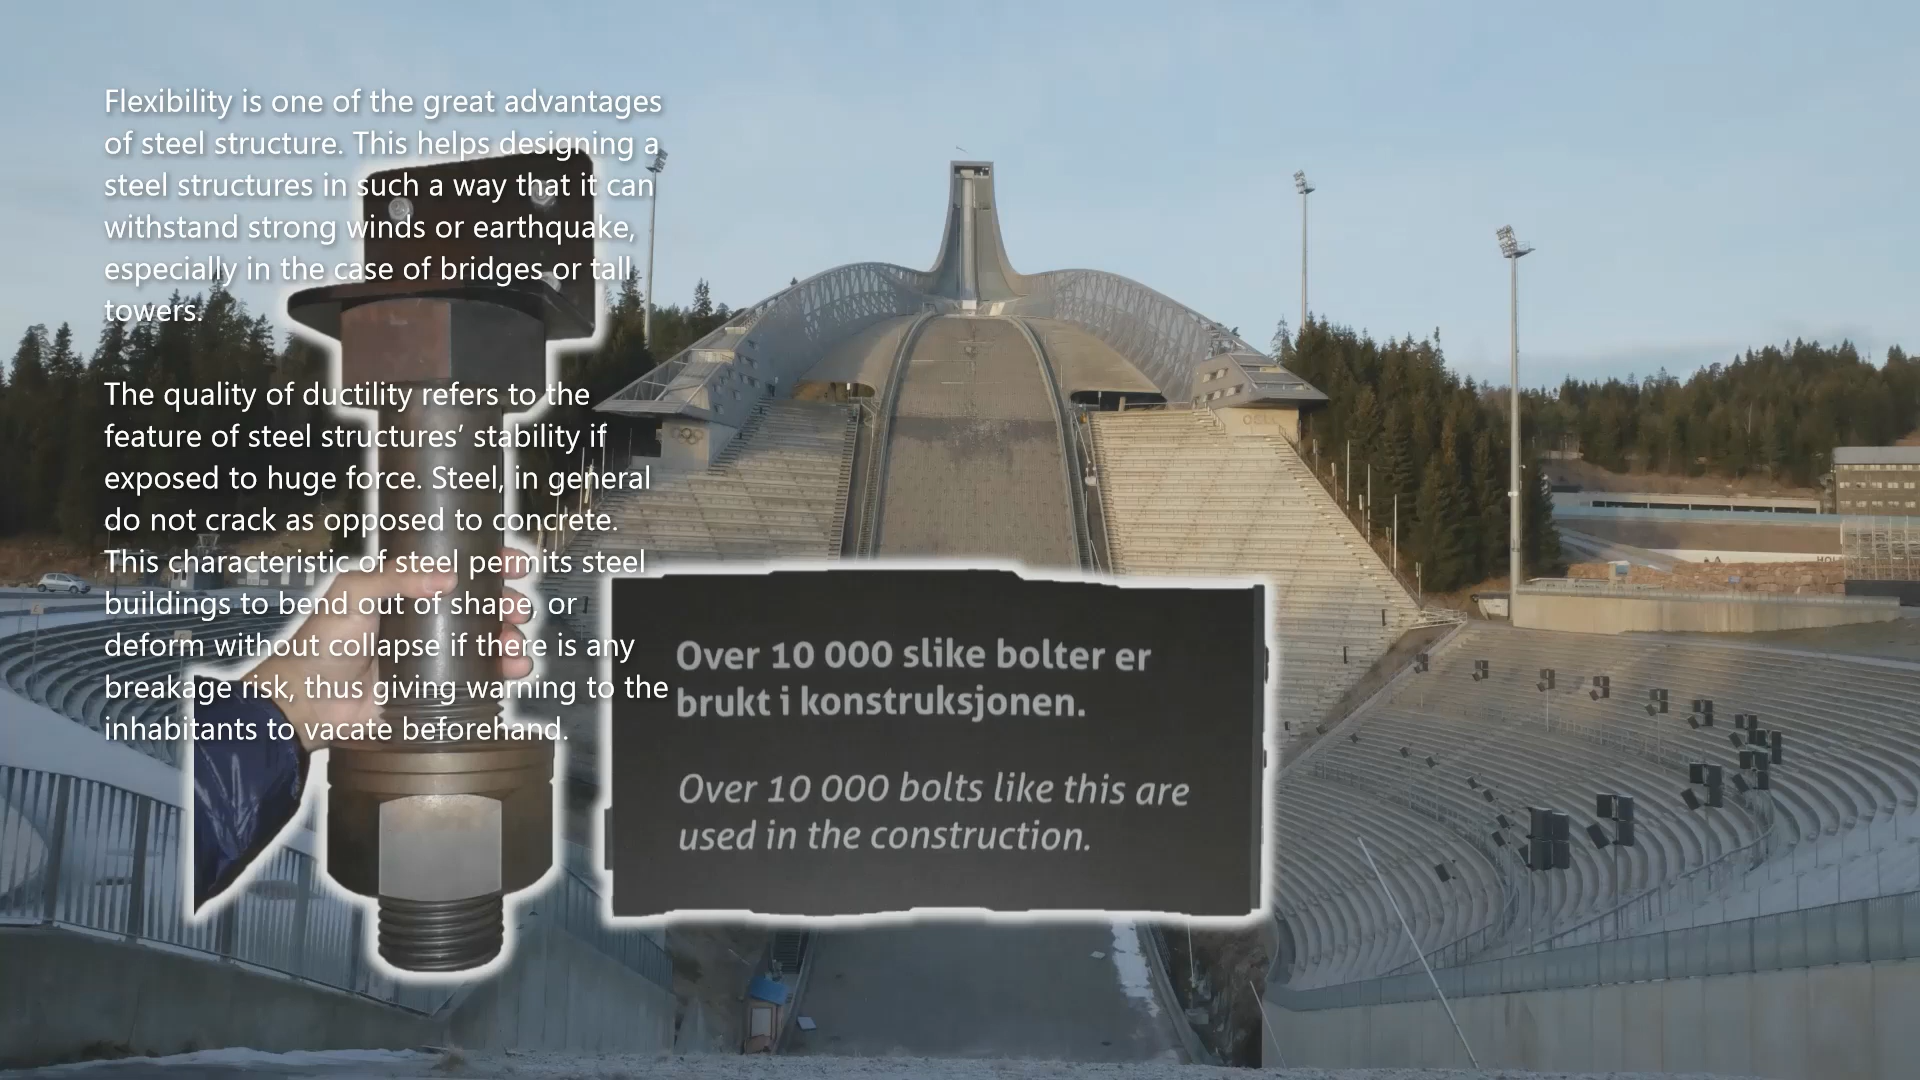 Flexibility is one of the great advantages
of steel structure. This helps designing a
steel structures in such a way that it can
withstand strong winds or earthquake,
especially in the case of bridges or tall
towers.
The quality of ductility refers to the
feature of steel structures’ stability if
exposed to huge force. Steel, in general
do not crack as opposed to concrete.
This characteristic of steel permits steel
buildings to bend out of shape, or
deform without collapse if there is any
breakage risk, thus giving warning to the
inhabitants to vacate beforehand.
Over 10 000 slike bolter er
brukt i konstruksjonen.
Over 10 000 bolts like this are
used in the construction.